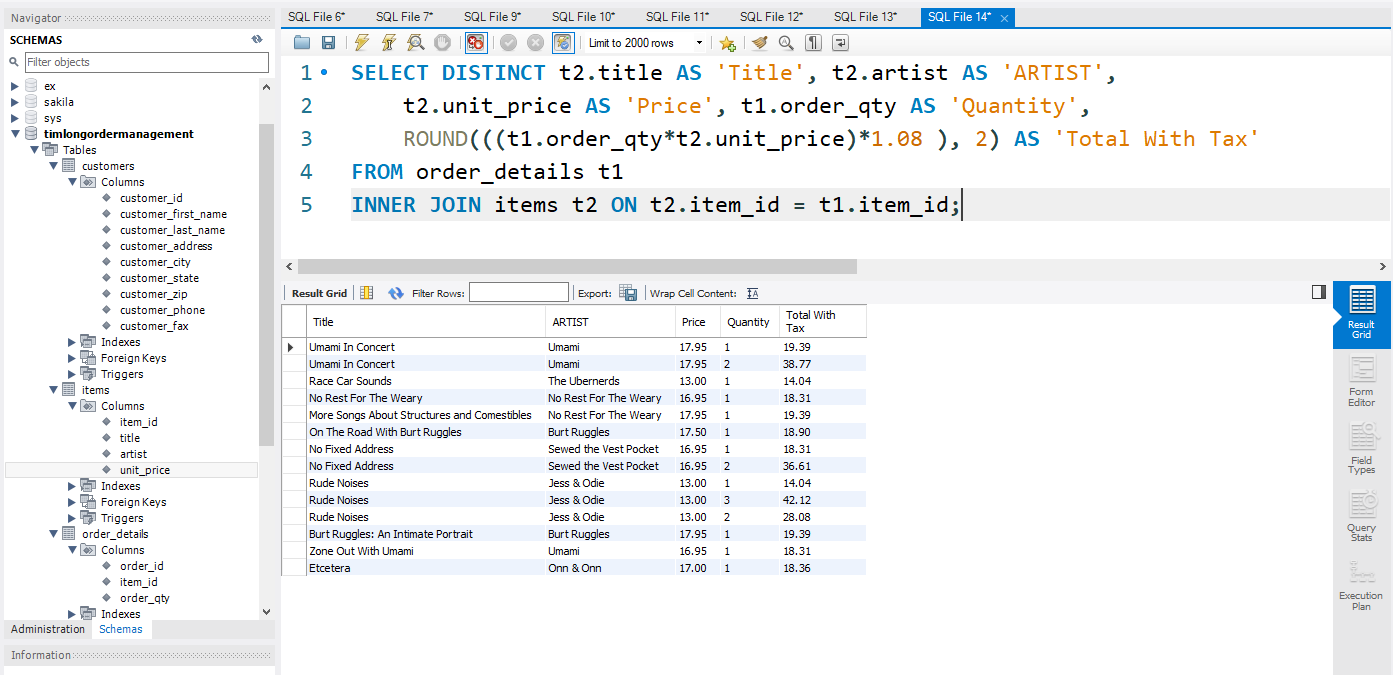 Navigator
SCHEMAS
Filter objects
ex
sakila
sys
timlongordermanagement
Tables
customers
Columns
customer_id
customer_first_name
customer_last_name
customer_address
customer_city
customer_state
customer_zip
customer_phone
customer_fax
Indexes
Foreign Keys
Triggers
items
Columns
item_id
title
artist
unit_price
Indexes
Foreign Keys
Triggers
order_details
Columns
order_id
item_id
order_qty
Indexes
Administration Schemas
Information
SQL File 6* SQL File 7* SQL File 9* SQL File 10* SQL File 11* SQL File 12* SQL File 13* SQL File 14*
Limit to 2000 rows
1 SELECT DISTINCT t2.title AS 'Title', t2.artist AS 'ARTIST',
2 t2.unit_price AS 'Price', t1.order_qty AS 'Quantity',
3 ROUND(((t1.order_qty*t2.unit_price)*1.08 ), 2) AS 'Total With Tax'
4 FROM order_details t1
5 INNER JOIN items t2 ON t2.item_id = t1.item_id;
Result Grid Filter Rows: Export: Wrap Cell Content: IA
Title ARTIST Price Quantity Total With Tax
Umami In Concert Umami 17.95 1 19.39
Umami In Concert Umami 17.95 2 38.77
Race Car Sounds The Ubernerds 13.00 1 14.04
No Rest For The Weary No Rest For The Weary 16.95 1 18.31
More Songs About Structures and Comestibles No Rest For The Weary 17.95 1 19.39
On The Road With Burt Ruggles Burt Ruggles 17.50 1 18.90
No Fixed Address Sewed the Vest Pocket 16.95 1 18.31
No Fixed Address Sewed the Vest Pocket 16.95 2 36.61
Rude Noises Jess & Odie 13.00 1 14.04
Rude Noises Jess & Odie 13.00 3 42.12
Rude Noises Jess & Odie 13.00 2 28.08
Burt Ruggles: An Intimate Portrait Burt Ruggles 17.95 1 19.39
Zone Out With Umami Umami 16.95 1 18.31
Etcetera Onn & Onn 17.00 1 18.36
Result
Grid
Form
Editor
Field
Types
Query
Stats
Execution
Plan